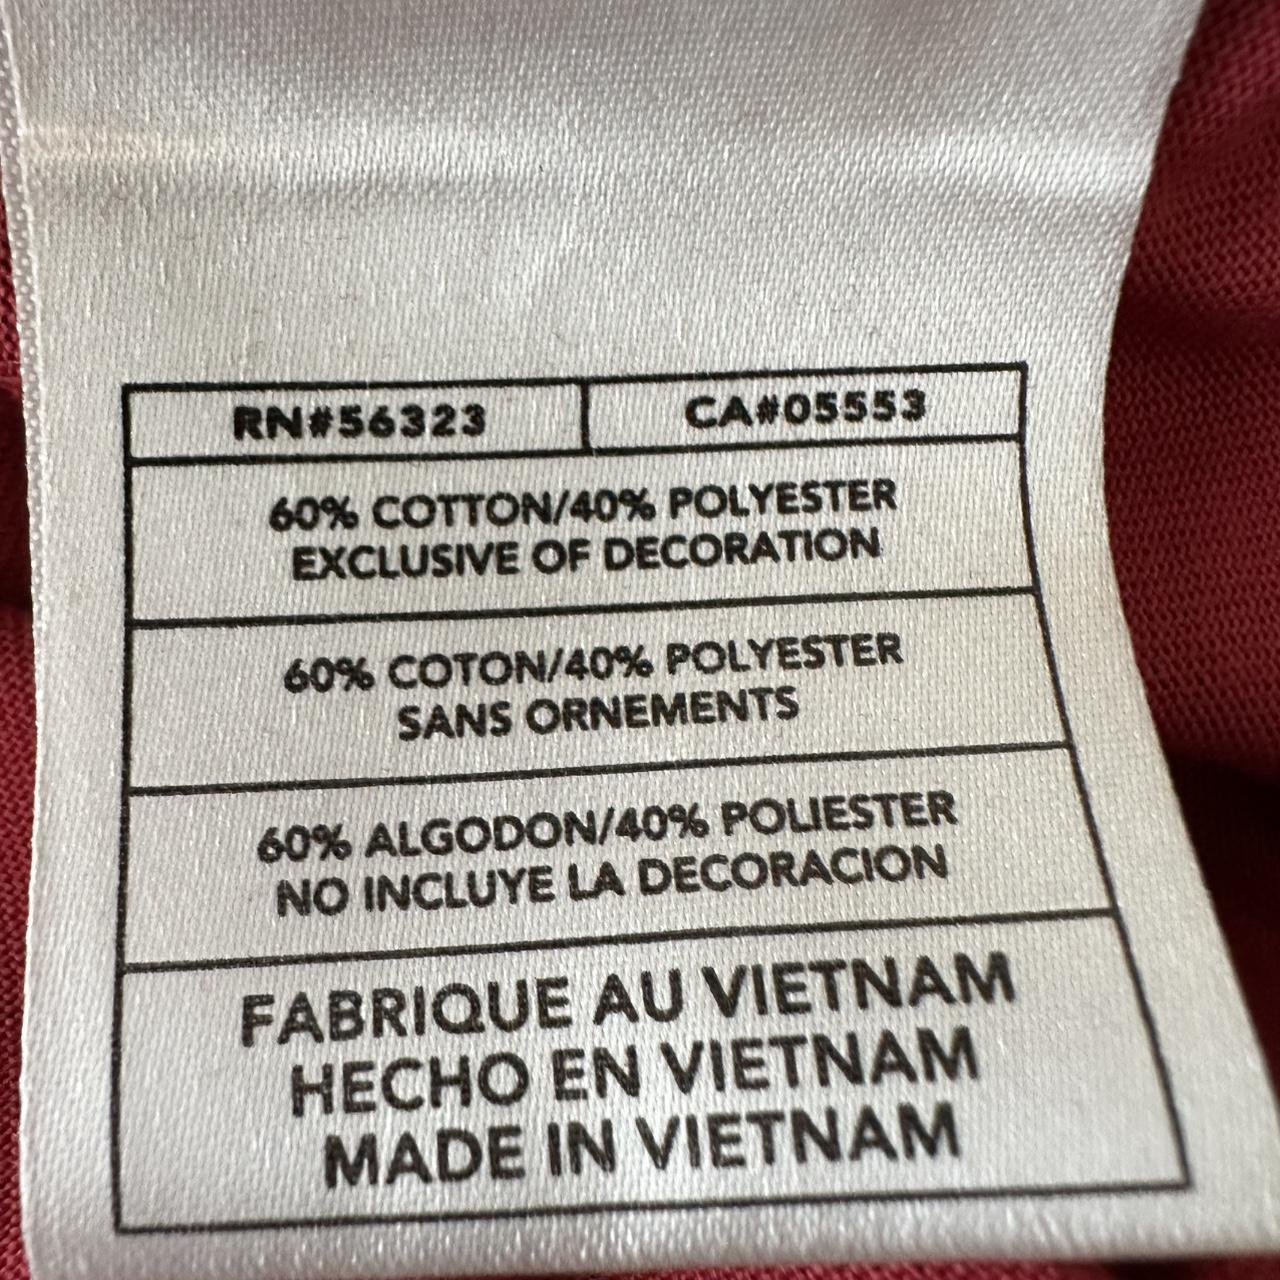 RN#56323 CA#05553
60% COTTON/40% POLYESTER
EXCLUSIVE OF DECORATION
60% COTON/40% POLYESTER
SANS ORNEMENTS
60% ALGODON/40% POLIESTER
NO INCLUYE LA DECORACION
FABRIQUE AU VIETNAM
HECHO EN VIETNAM
MADE IN VIETNAM